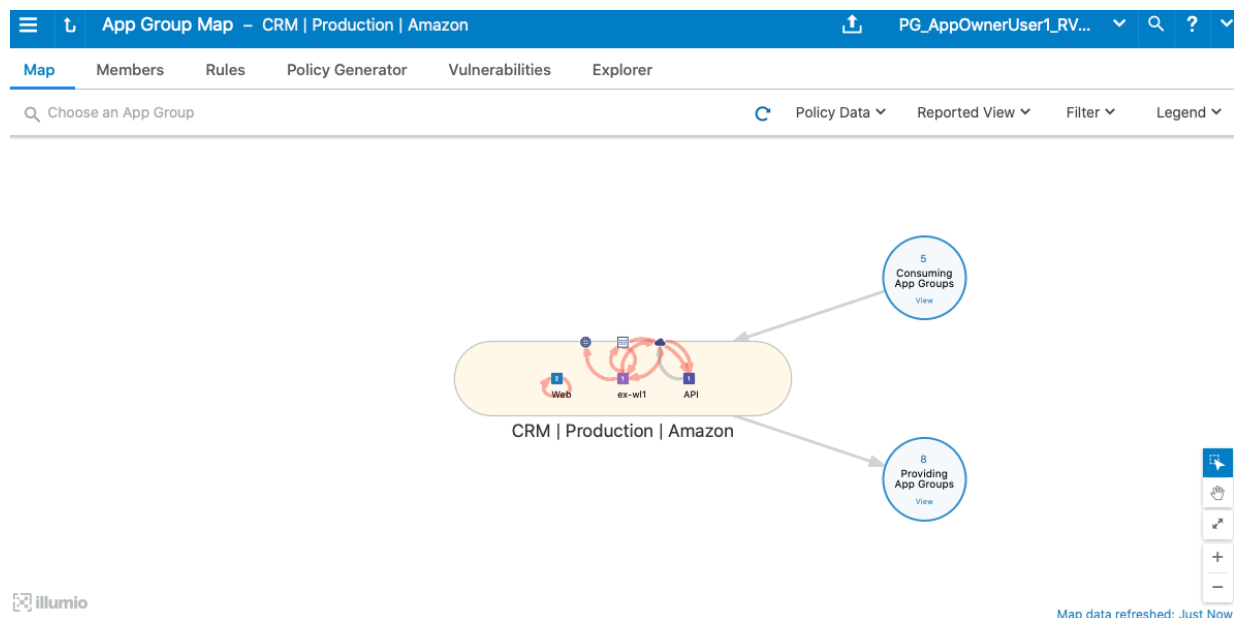 App Group Map – CRM | Production | Amazon
PG_AppOwnerUser1_RV...
?
Map Members Rules Policy Generator Vulnerabilities Explorer
Choose an App Group
Policy Data Reported View Filter Legend
5
Consuming
App Groups
View
2 1 1
Web ex-wl1 API
CRM | Production | Amazon
8
Providing
App Groups
View
+
−
illumio
Map data refreshed: Just Now